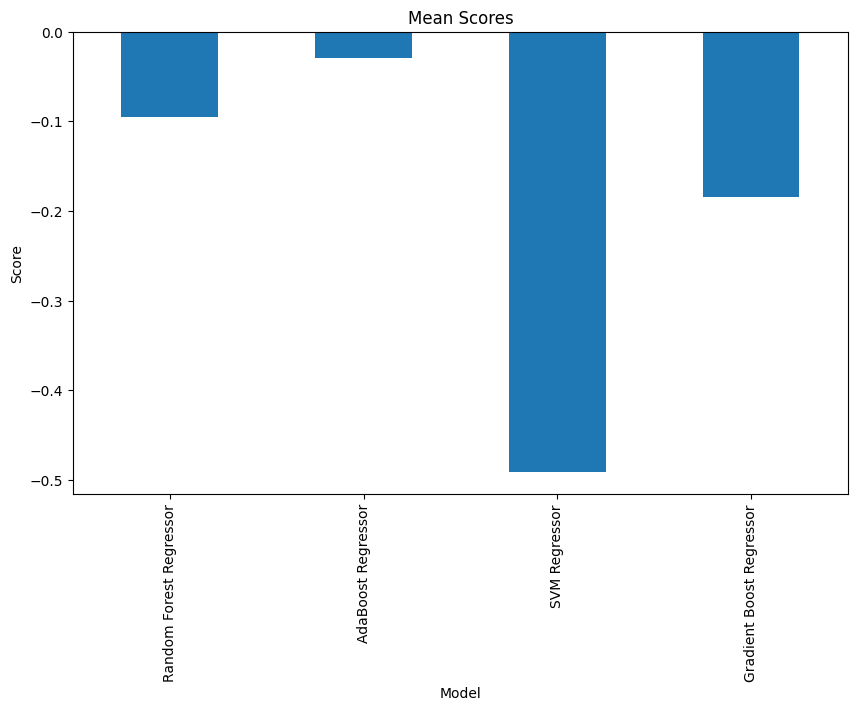 Mean Scores
0.0
−0.1
−0.2
−0.3
−0.4
−0.5
Score
Random Forest Regressor
AdaBoost Regressor
SVM Regressor
Gradient Boost Regressor
Model